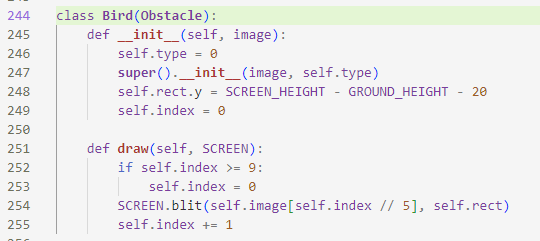 244 class Bird(Obstacle):
245     def __init__(self, image):
246         self.type = 0
247         super().__init__(image, self.type)
248         self.rect.y = SCREEN_HEIGHT - GROUND_HEIGHT - 20
249         self.index = 0
250
251     def draw(self, SCREEN):
252         if self.index >= 9:
253             self.index = 0
254         SCREEN.blit(self.image[self.index // 5], self.rect)
255         self.index += 1